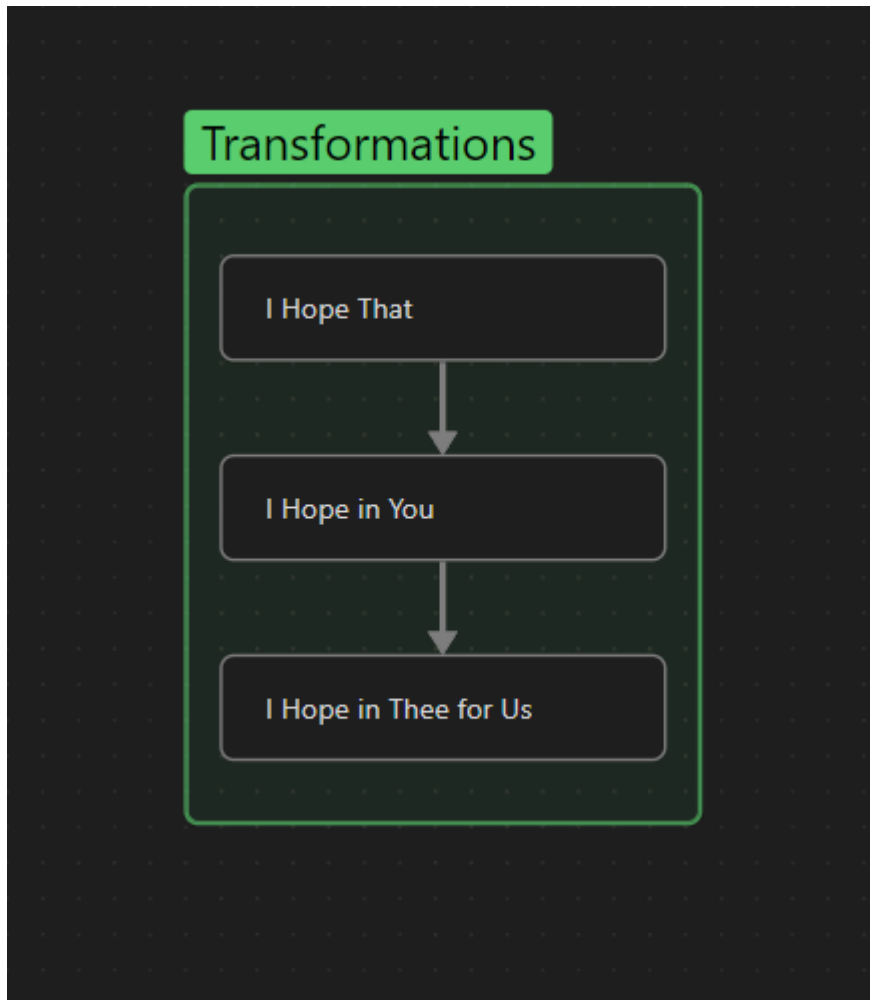 Transformations
I Hope That
I Hope in You
I Hope in Thee for Us